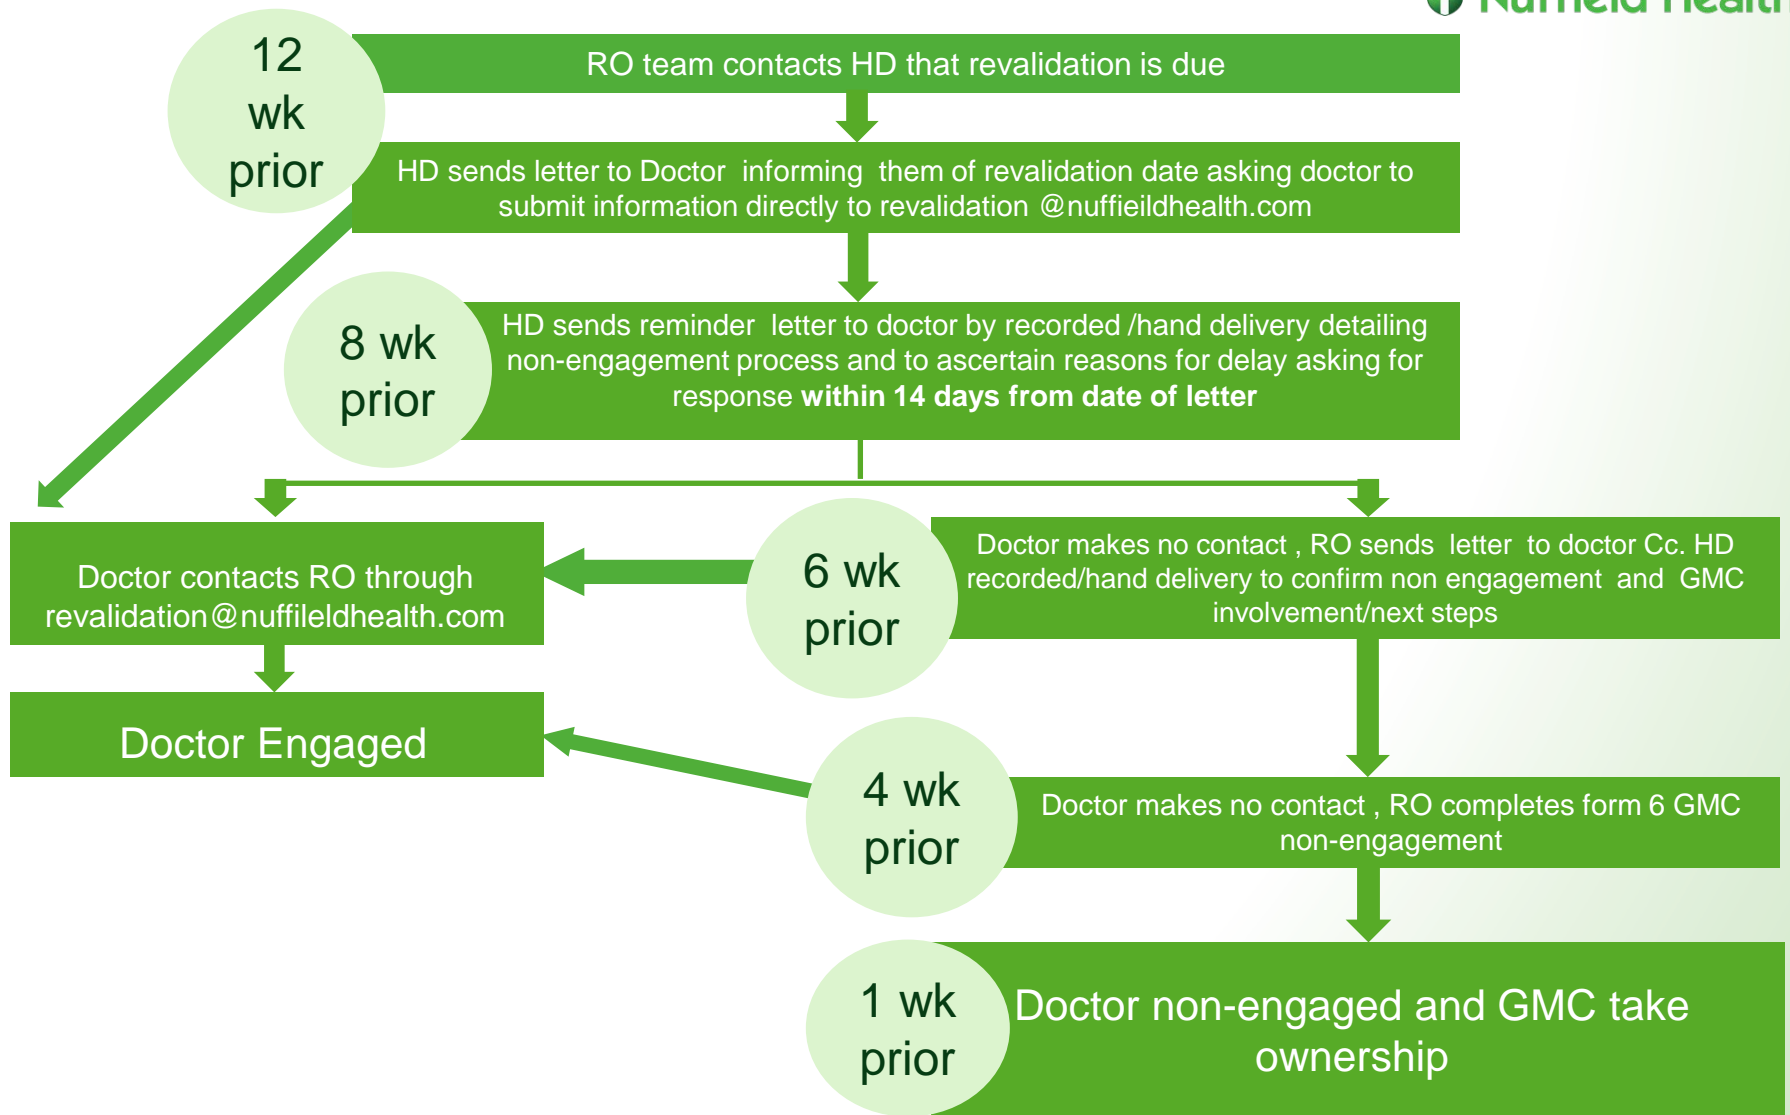 Nuffield Health
12
wk
prior
RO team contacts HD that revalidation is due
HD sends letter to Doctor informing them of revalidation date asking doctor to
submit information directly to revalidation @nuffieildhealth.com
8 wk
prior
HD sends reminder letter to doctor by recorded /hand delivery detailing
non-engagement process and to ascertain reasons for delay asking for
response within 14 days from date of letter
Doctor contacts RO through
revalidation@nuffileldhealth.com
6 wk
prior
Doctor makes no contact , RO sends letter to doctor Cc. HD
recorded/hand delivery to confirm non engagement and GMC
involvement/next steps
Doctor Engaged
4 wk
prior
Doctor makes no contact , RO completes form 6 GMC
non-engagement
1 wk
prior
Doctor non-engaged and GMC take
ownership